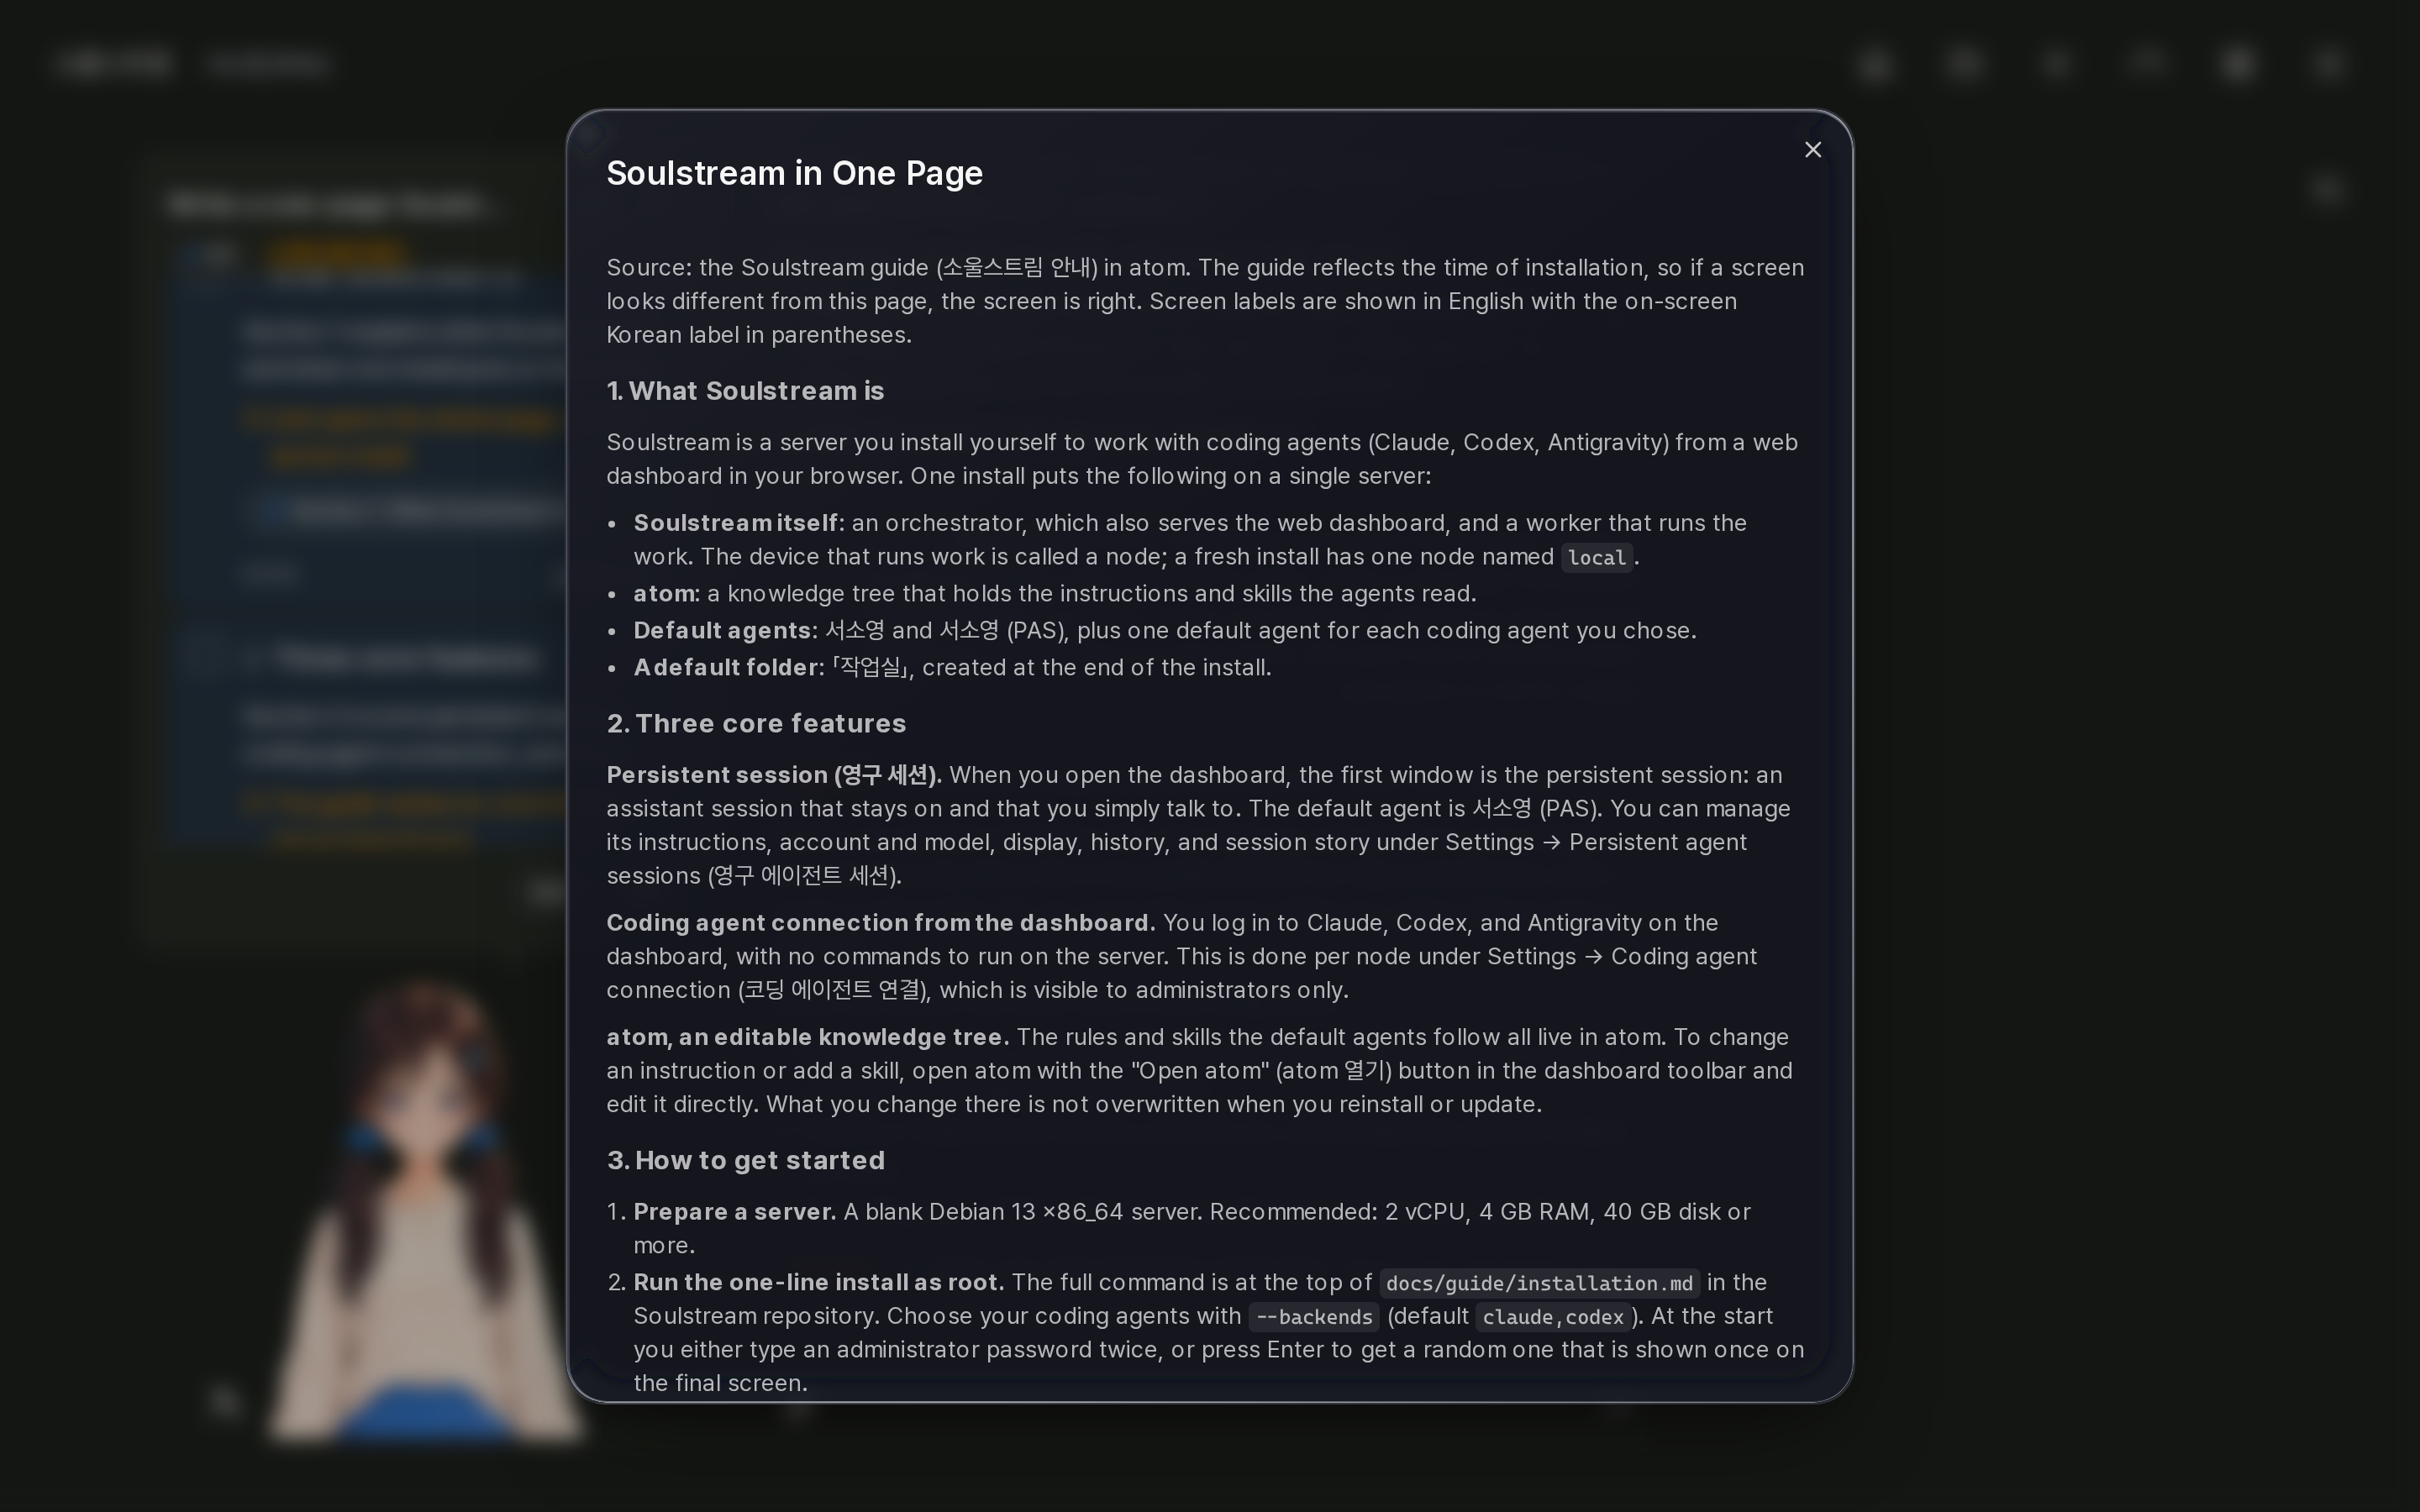 Soulstream in One Page
Source: the Soulstream guide (소울스트림 안내) in atom. The guide reflects the time of installation, so if a screen
looks different from this page, the screen is right. Screen labels are shown in English with the on-screen
Korean label in parentheses.
1. What Soulstream is
Soulstream is a server you install yourself to work with coding agents (Claude, Codex, Antigravity) from a web
dashboard in your browser. One install puts the following on a single server:
• Soulstream itself: an orchestrator, which also serves the web dashboard, and a worker that runs the
work. The device that runs work is called a node; a fresh install has one node named local.
• atom: a knowledge tree that holds the instructions and skills the agents read.
• Default agents: 서소영 and 서소영 (PAS), plus one default agent for each coding agent you chose.
• A default folder: 「작업실」, created at the end of the install.
2. Three core features
Persistent session (영구 세션). When you open the dashboard, the first window is the persistent session: an
assistant session that stays on and that you simply talk to. The default agent is 서소영 (PAS). You can manage
its instructions, account and model, display, history, and session story under Settings → Persistent agent
sessions (영구 에이전트 세션).
Coding agent connection from the dashboard. You log in to Claude, Codex, and Antigravity on the
dashboard, with no commands to run on the server. This is done per node under Settings → Coding agent
connection (코딩 에이전트 연결), which is visible to administrators only.
atom, an editable knowledge tree. The rules and skills the default agents follow all live in atom. To change
an instruction or add a skill, open atom with the "Open atom" (atom 열기) button in the dashboard toolbar and
edit it directly. What you change there is not overwritten when you reinstall or update.
3. How to get started
1. Prepare a server. A blank Debian 13 ×86_64 server. Recommended: 2 vCPU, 4 GB RAM, 40 GB disk or
more.
2. Run the one-line install as root. The full command is at the top of docs/guide/installation.md in the
Soulstream repository. Choose your coding agents with --backends (default claude,codex). At the start
you either type an administrator password twice, or press Enter to get a random one that is shown once on
the final screen.